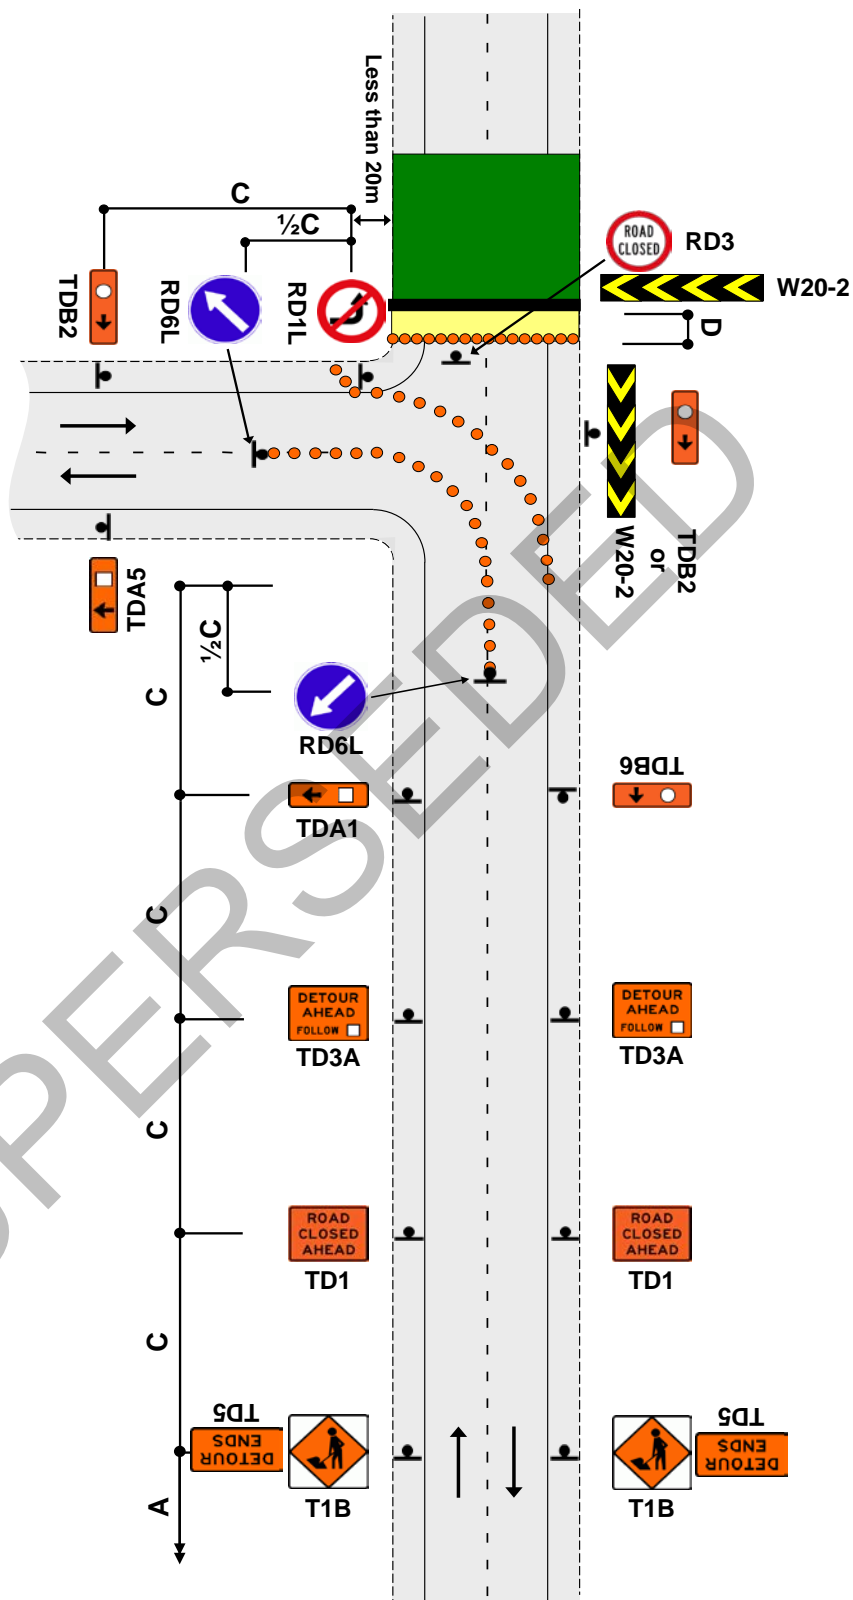 Less than 20m
C
½C
TDB2
RD6L
RD1L
ROAD
CLOSED
RD3
W20-2
D
W20-2
or
TDB2
TDA5
½C
C
RD6L
TDA1
TDB6
C
DETOUR
AHEAD
FOLLOW
TD3A
DETOUR
AHEAD
FOLLOW
TD3A
C
ROAD
CLOSED
AHEAD
TD1
ROAD
CLOSED
AHEAD
TD1
C
TD5
DETOUR
ENDS
T1B
TD5
DETOUR
ENDS
T1B
A
PERSEDED